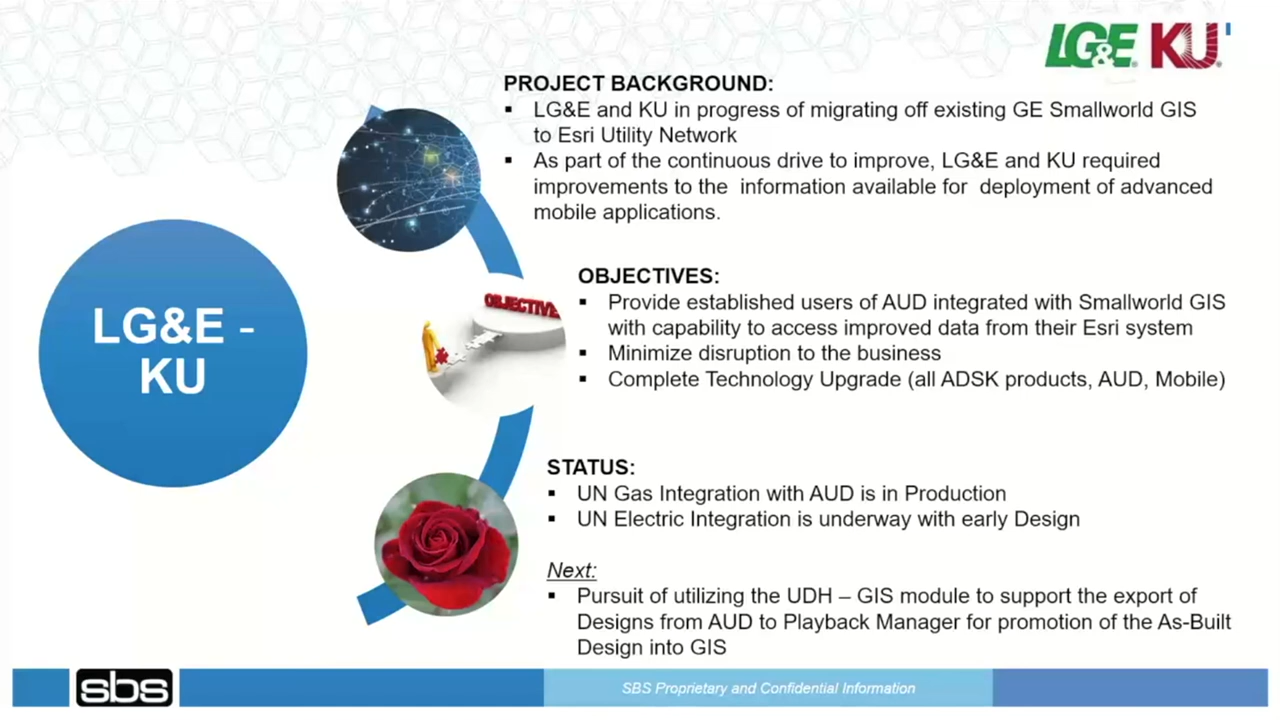 LG&E KU
PROJECT BACKGROUND:
▪ LG&E and KU in progress of migrating off existing GE Smallworld GIS
to Esri Utility Network
▪ As part of the continuous drive to improve, LG&E and KU required
improvements to the information available for deployment of advanced
mobile applications.
LG&E -
KU
OBJECTIVE
OBJECTIVES:
▪ Provide established users of AUD integrated with Smallworld GIS
with capability to access improved data from their Esri system
▪ Minimize disruption to the business
▪ Complete Technology Upgrade (all ADSK products, AUD, Mobile)
STATUS:
▪ UN Gas Integration with AUD is in Production
▪ UN Electric Integration is underway with early Design
Next:
▪ Pursuit of utilizing the UDH – GIS module to support the export of
Designs from AUD to Playback Manager for promotion of the As-Built
Design into GIS
sbs
SBS Proprietary and Confidential Information